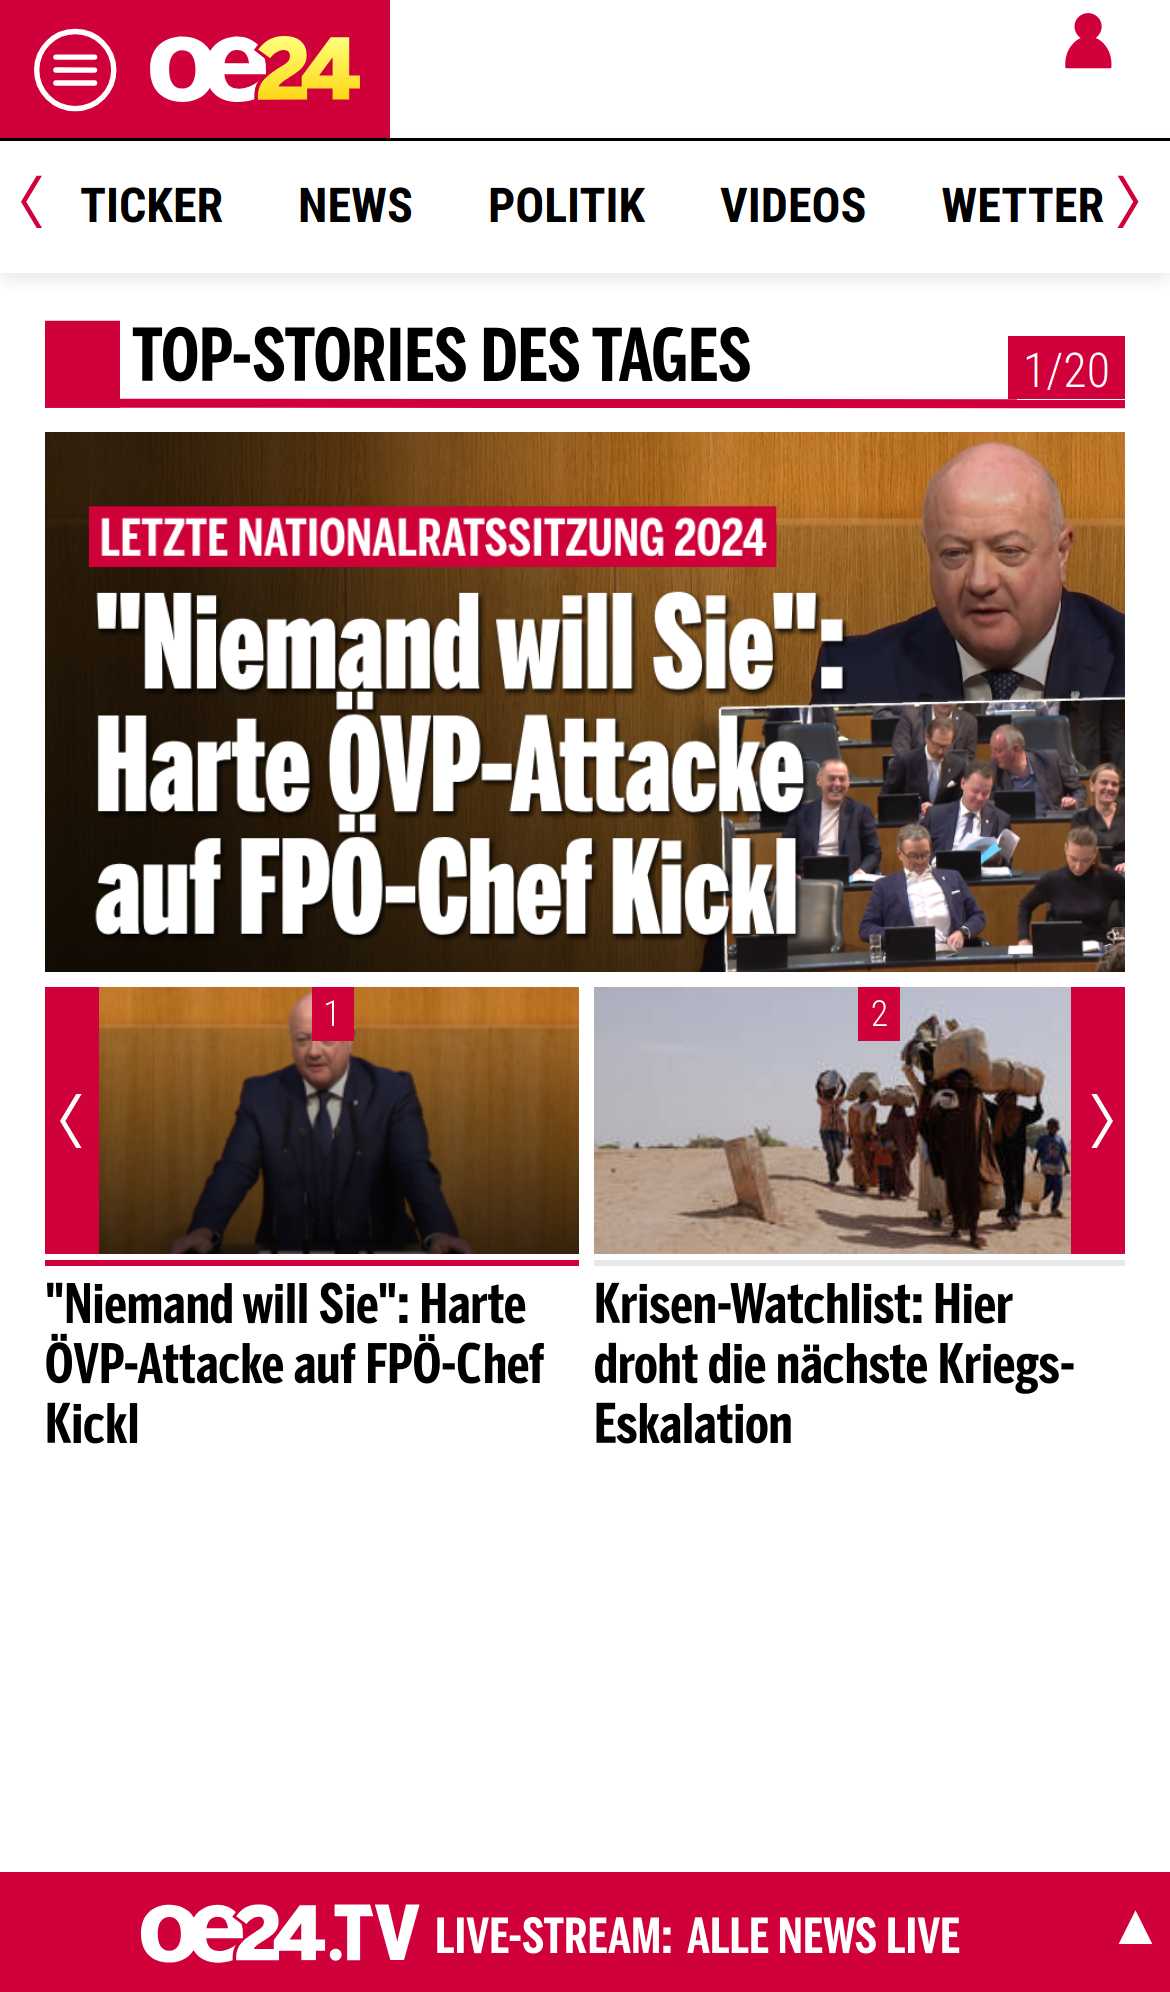 oe24
TICKER NEWS POLITIK VIDEOS WETTER
TOP-STORIES DES TAGES
1/20
LETZTE NATIONALRATSSITZUNG 2024
"Niemand will Sie":
Harte ÖVP-Attacke
auf FPÖ-Chef Kickl
1
2
"Niemand will Sie": Harte
ÖVP-Attacke auf FPÖ-Chef
Kickl
Krisen-Watchlist: Hier
droht die nächste Kriegs-
Eskalation
oe24.TV LIVE-STREAM: ALLE NEWS LIVE